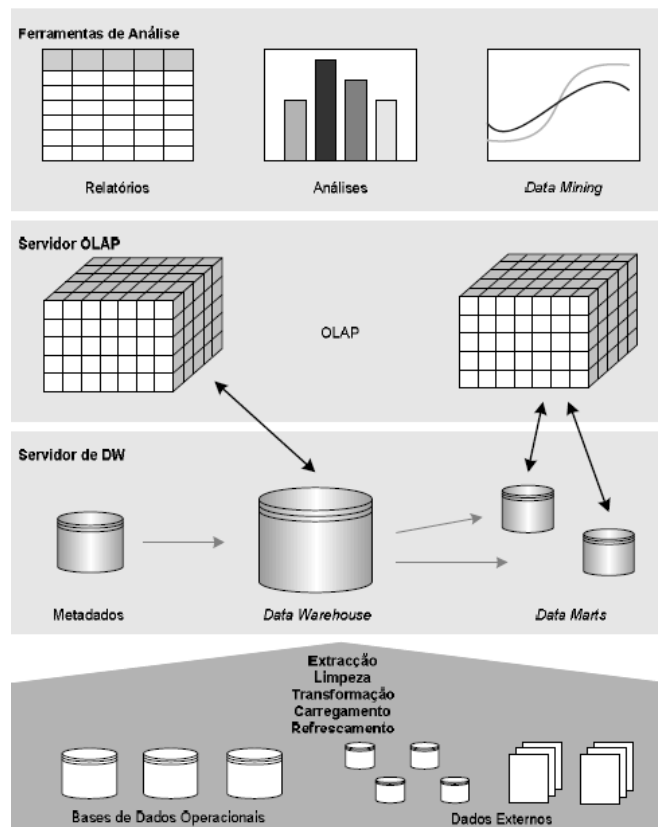 Ferramentas de Análise
Relatórios
Análises
Data Mining
Servidor OLAP
OLAP
Servidor de DW
Metadados
Data Warehouse
Data Marts
Extracção
Limpeza
Transformação
Carregamento
Refrescamento
Bases de Dados Operacionais
Dados Externos